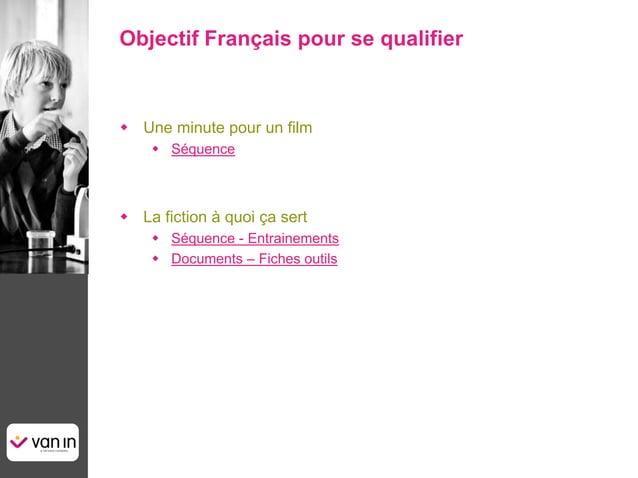 Objectif Français pour se qualifier
Une minute pour un film
Séquence
La fiction à quoi ça sert
Séquence - Entrainements
Documents – Fiches outils
van in